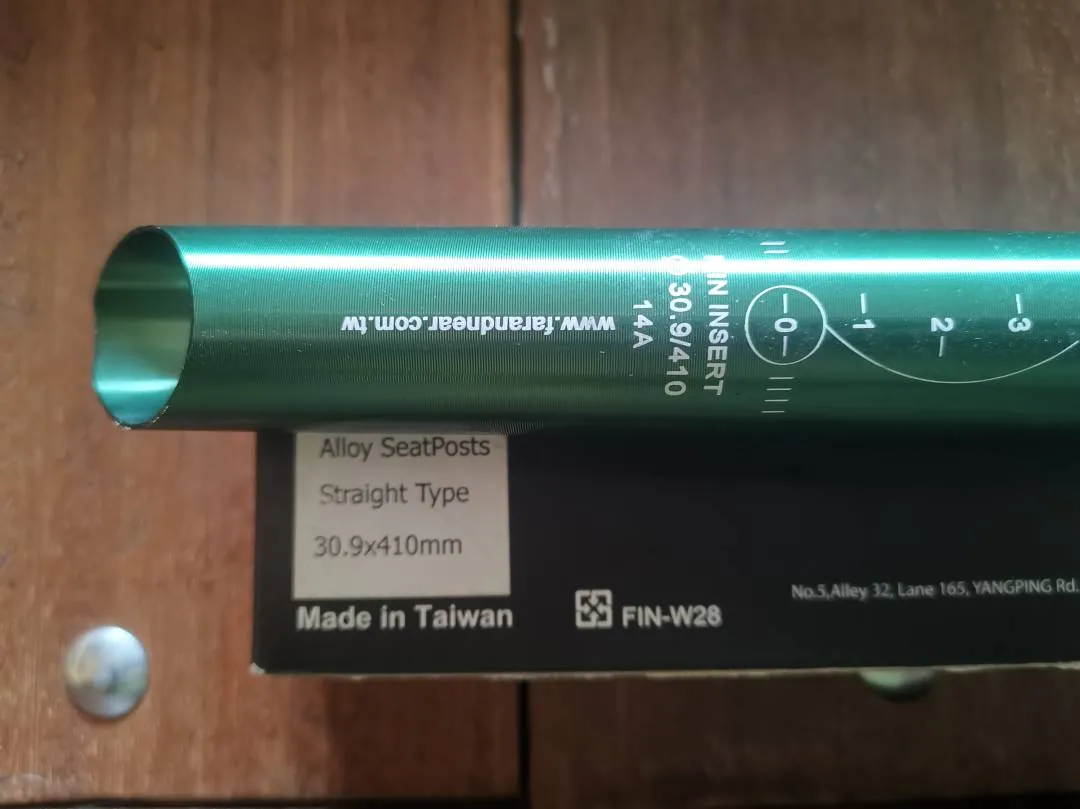 www.farandnear.com.tw
14A
30.9/410
MIN INSERT
0
1
2
3
Alloy SeatPosts
Straight Type
30.9x410mm
Made in Taiwan
FIN-W28
No.5,Alley 32, Lane 165, YANGPING Rd.